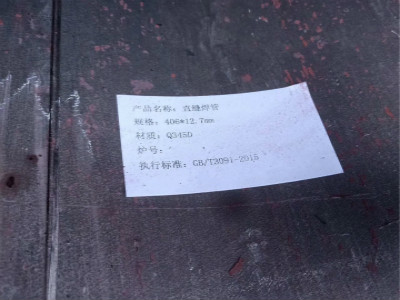 产品名称: 直缝焊管
规格: 406*12.7mm
材质: Q345D
炉号:
执行标准: GB/T3091-2015